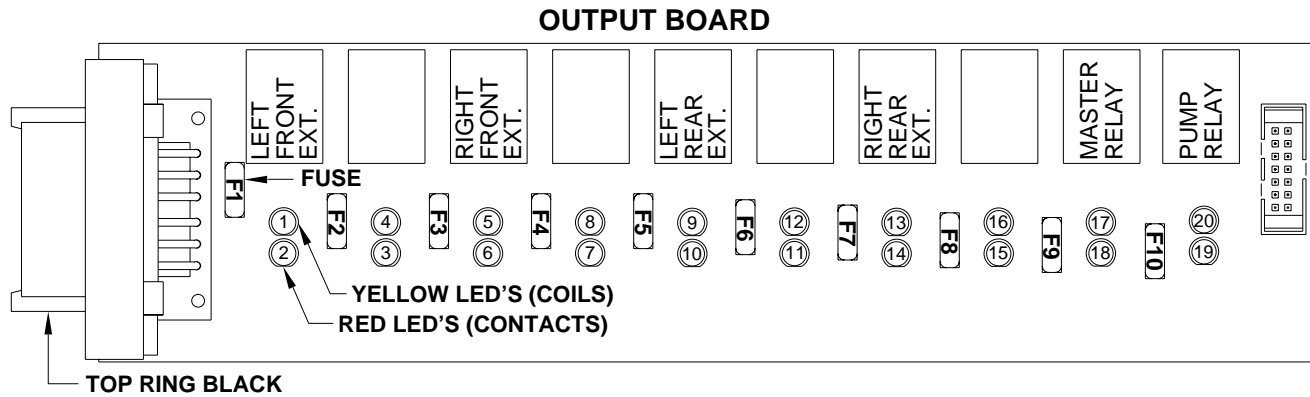 OUTPUT BOARD
LEFT
FRONT
EXT.
RIGHT
FRONT
EXT.
LEFT
REAR
EXT.
RIGHT
REAR
EXT.
MASTER
RELAY
PUMP
RELAY
F1
FUSE
F2
F3
F4
F5
F6
F7
F8
F9
F10
1 4 5 8 9 12 13 16 17 20
2 3 6 7 10 11 14 15 18 19
YELLOW LED'S (COILS)
RED LED'S (CONTACTS)
TOP RING BLACK